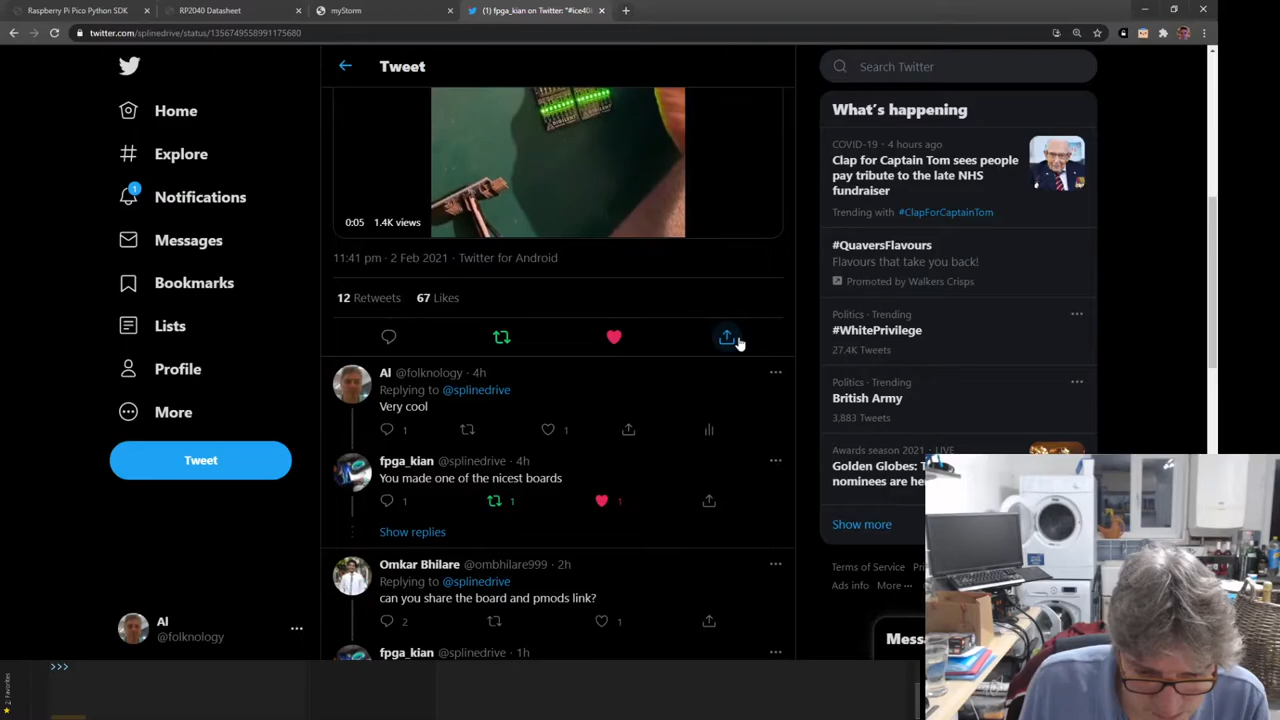 Raspberry Pi Pico Python SDK
RP2040 Datasheet
myStorm
(1) fpga_kian on Twitter: "#ice40
twitter.com/splinedrive/status/1356749558991175680
Home
Explore
1
Notifications
Messages
Bookmarks
Lists
Profile
More
Tweet
Al
@folknology
Tweet
DIGILENT
0:05 1.4K views
11:41 pm · 2 Feb 2021 · Twitter for Android
12 Retweets 67 Likes
Al @folknology · 4h
Replying to @splinedrive
Very cool
1 1
fpga_kian @splinedrive · 4h
You made one of the nicest boards
1 1 1
Show replies
Omkar Bhilare @ombhilare999 · 2h
Replying to @splinedrive
can you share the board and pmods link?
2 1
fpga_kian @splinedrive · 1h
Search Twitter
What's happening
COVID-19 · 4 hours ago
Clap for Captain Tom sees people
pay tribute to the late NHS
fundraiser
Trending with #ClapForCaptainTom
#QuaversFlavours
Flavours that take you back!
Promoted by Walkers Crisps
Politics · Trending
#WhitePrivilege
27.4K Tweets
Politics · Trending
British Army
3,883 Tweets
Awards season 2021 · LIVE
Golden Globes:
nominees are he
Show more
Terms of Service
Ads info More
Mess
>>>
2: Favorites